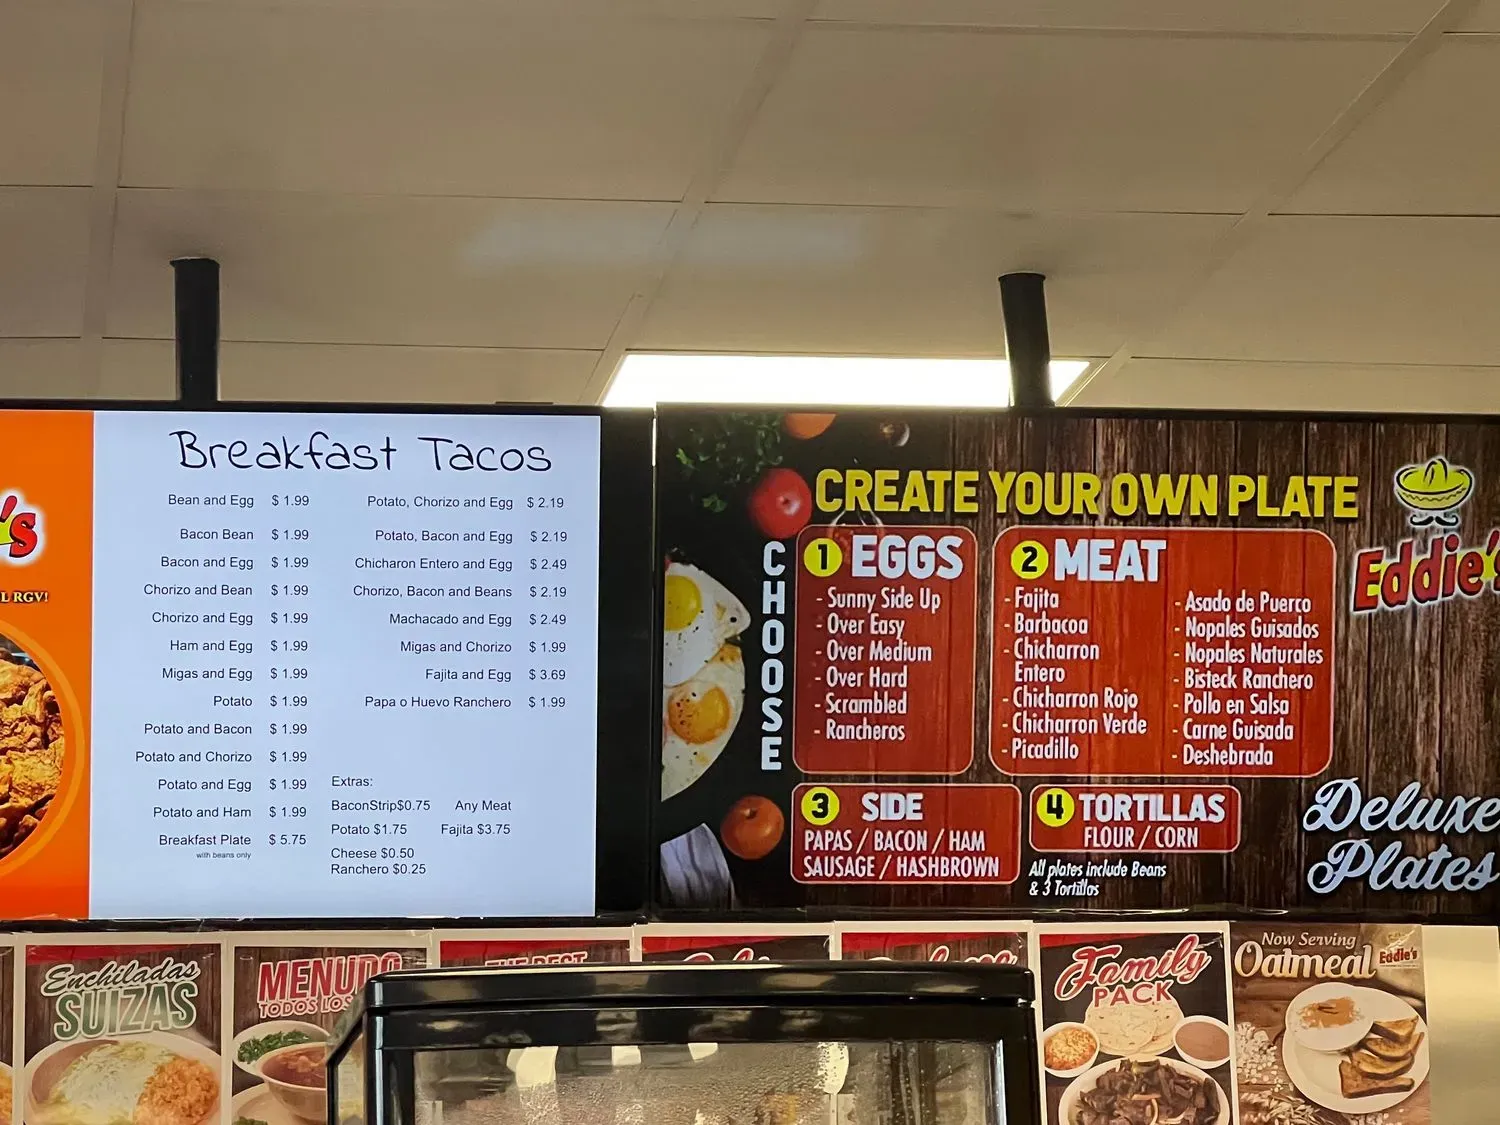 'S
L RGV!
Breakfast Tacos
Bean and Egg $ 1.99
Bacon Bean $ 1.99
Bacon and Egg $ 1.99
Chorizo and Bean $ 1.99
Chorizo and Egg $ 1.99
Ham and Egg $ 1.99
Migas and Egg $ 1.99
Potato $ 1.99
Potato and Bacon $ 1.99
Potato and Chorizo $ 1.99
Potato and Egg $ 1.99
Potato and Ham $ 1.99
Breakfast Plate $ 5.75
with beans only
Potato, Chorizo and Egg $ 2.19
Potato, Bacon and Egg $ 2.19
Chicharon Entero and Egg $ 2.49
Chorizo, Bacon and Beans $ 2.19
Machacado and Egg $ 2.49
Migas and Chorizo $ 1.99
Fajita and Egg $ 3.69
Papa o Huevo Ranchero $ 1.99
Extras:
BaconStrip$0.75 Any Meat
Potato $1.75 Fajita $3.75
Cheese $0.50
Ranchero $0.25
CREATE YOUR OWN PLATE
CHOOSE
1 EGGS
- Sunny Side Up
- Over Easy
- Over Medium
- Over Hard
- Scrambled
- Rancheros
2 MEAT
- Fajita
- Barbacoa
- Chicharron
Entero
- Chicharron Rojo
- Chicharron Verde
- Picadillo
- Asado de Puerco
- Nopales Guisados
- Nopales Naturales
- Bisteck Ranchero
- Pollo en Salsa
- Carne Guisada
- Deshebrada
3 SIDE
PAPAS / BACON / HAM
SAUSAGE / HASHBROWN
4 TORTILLAS
FLOUR / CORN
All plates include Beans
& 3 Tortillas
Eddie's
Deluxe
Plates
Enchiladas
SUIZAS
MENUDO
TODOS LOS
THE BEST
Family
PACK
Now Serving
Oatmeal
Eddie's